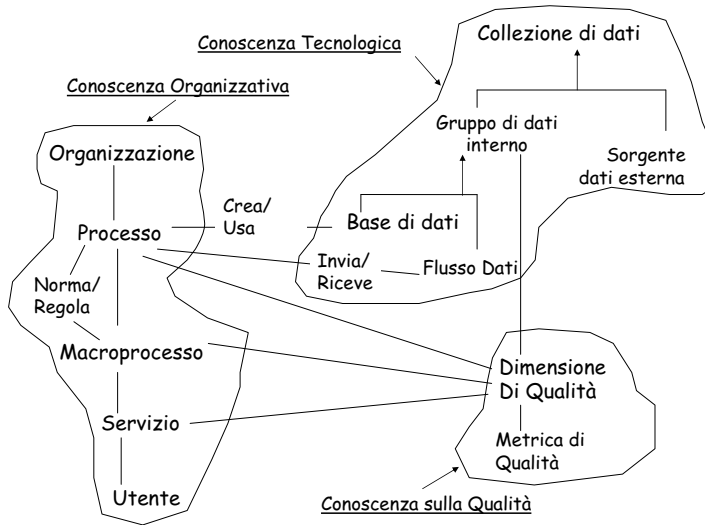 Collezione di dati
Conoscenza Tecnologica
Conoscenza Organizzativa
Gruppo di dati
interno
Organizzazione
Sorgente
dati esterna
Crea/
Usa
Base di dati
Processo
Invia/
Riceve
Flusso Dati
Norma/
Regola
Macroprocesso
Dimensione
Di Qualità
Servizio
Metrica di
Qualità
Utente
Conoscenza sulla Qualità